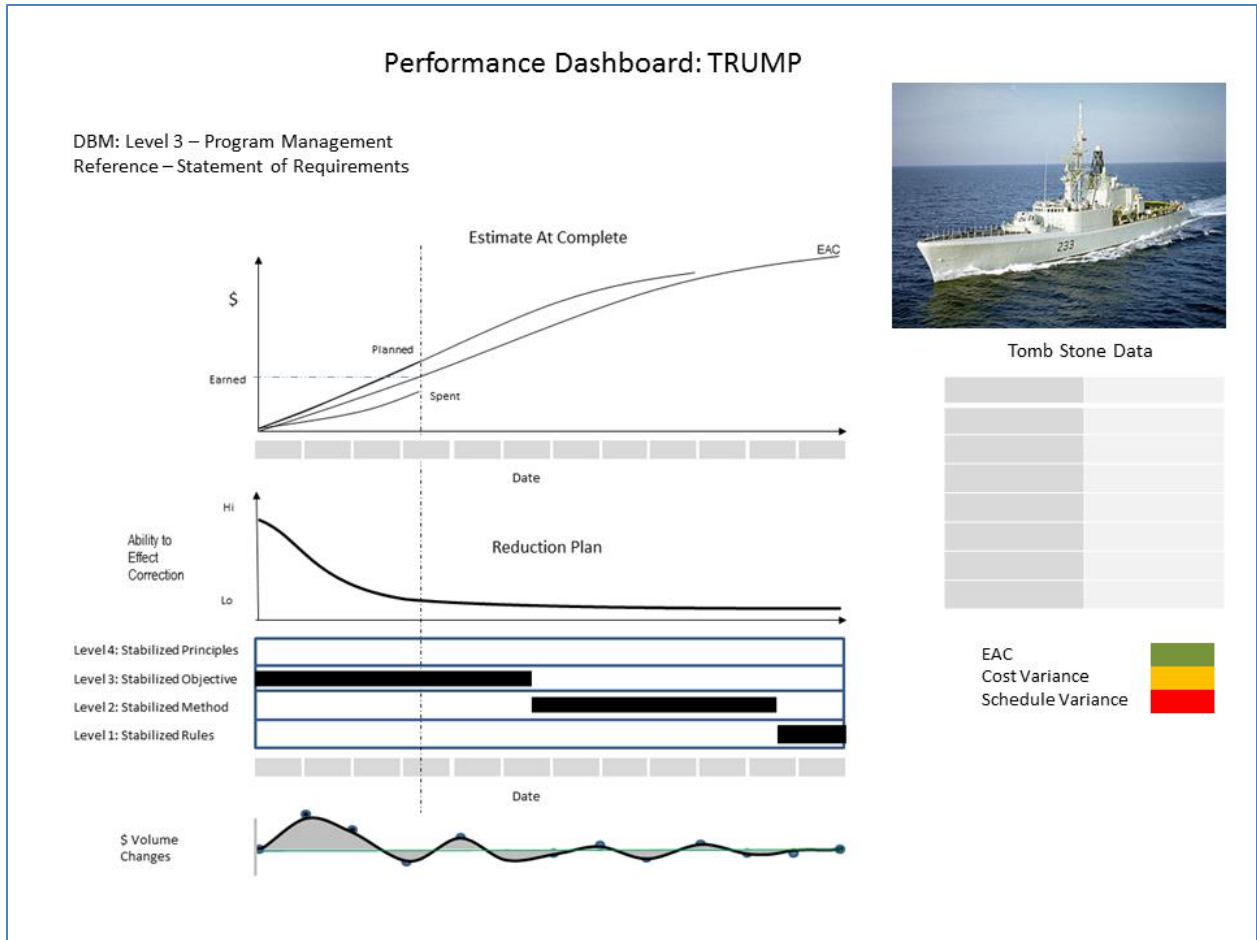 Performance Dashboard: TRUMP
DBM: Level 3 – Program Management
Reference – Statement of Requirements
Estimate At Complete
EAC
$
Planned
Earned
Spent
Date
Hi
Ability to
Effect
Correction
Reduction Plan
Lo
Level 4: Stabilized Principles
Level 3: Stabilized Objective
Level 2: Stabilized Method
Level 1: Stabilized Rules
Date
$ Volume
Changes
233
Tomb Stone Data
EAC
Cost Variance
Schedule Variance